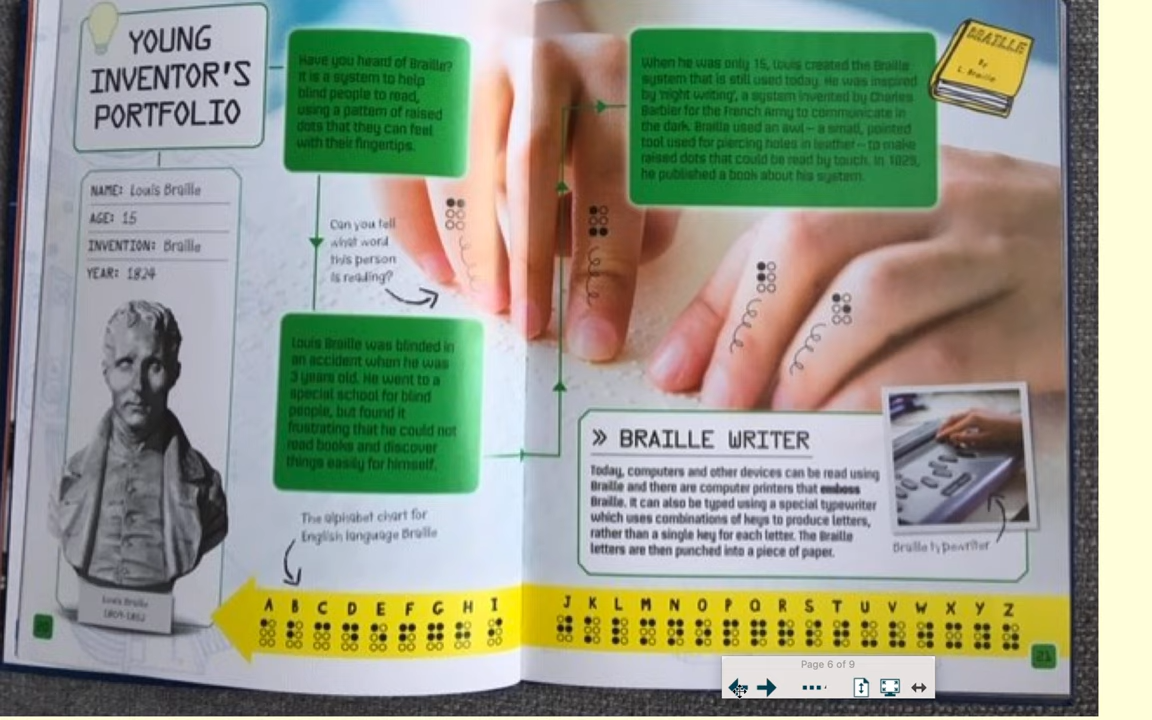 YOUNG
INVENTOR'S
PORTFOLIO
NAME: Louis Braille
AGE: 15
INVENTION: Braille
YEAR: 1824
Louis Braille
1809-1852
Have you heard of Braille?
It is a system to help
blind people to read,
using a pattern of raised
dots that they can feel
with their fingertips.
Can you tell
what word
this person
is reading?
Louis Braille was blinded in
an accident when he was
3 years old. He went to a
special school for blind
people, but found it
frustrating that he could not
read books and discover
things easily for himself.
The alphabet chart for
English language Braille
When he was only 15, Louis created the Braille
system that is still used today. He was inspired
by 'night writing', a system invented by Charles
Barbier for the French Army to communicate in
the dark. Braille used an awl – a small, pointed
tool used for piercing holes in leather – to make
raised dots that could be read by touch. In 1829,
he published a book about his system.
BRAILLE
By
L. Braille
» BRAILLE WRITER
Today, computers and other devices can be read using
Braille and there are computer printers that emboss
Braille. It can also be typed using a special typewriter
which uses combinations of keys to produce letters,
rather than a single key for each letter. The Braille
letters are then punched into a piece of paper.
Braille typewriter
A B C D E F G H I J K L M N O P Q R S T U V W X Y Z
21
Page 6 of 9